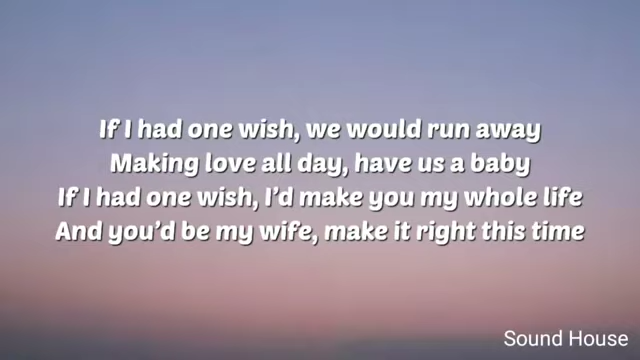 If I had one wish, we would run away
Making love all day, have us a baby
If I had one wish, I'd make you my whole life
And you'd be my wife, make it right this time
Sound House